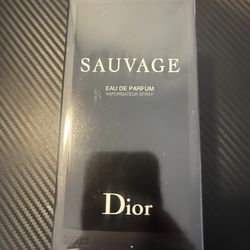 SAUVAGE
EAU DE PARFUM
VAPORISATEUR SPRAY
Dior